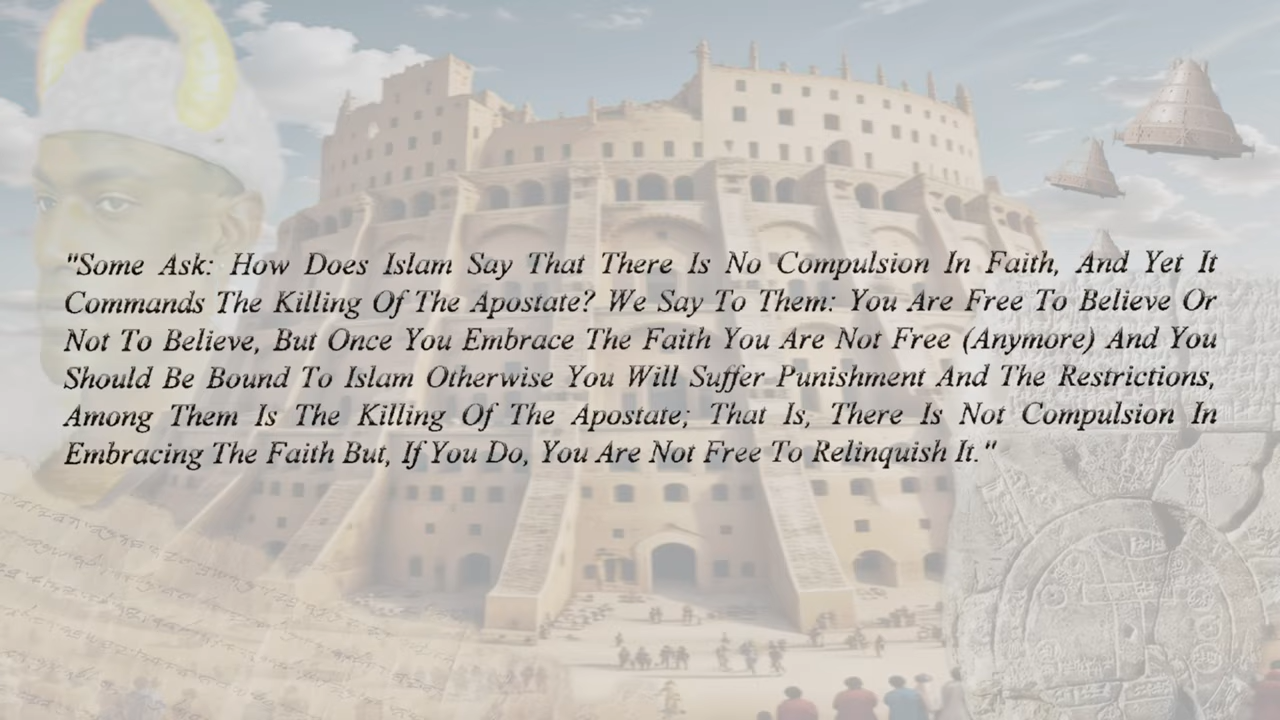 "Some Ask: How Does Islam Say That There Is No Compulsion In Faith, And Yet It
Commands The Killing Of The Apostate? We Say To Them: You Are Free To Believe Or
Not To Believe, But Once You Embrace The Faith You Are Not Free (Anymore) And You
Should Be Bound To Islam Otherwise You Will Suffer Punishment And The Restrictions,
Among Them Is The Killing Of The Apostate; That Is, There Is Not Compulsion In
Embracing The Faith But, If You Do, You Are Not Free To Relinquish It."